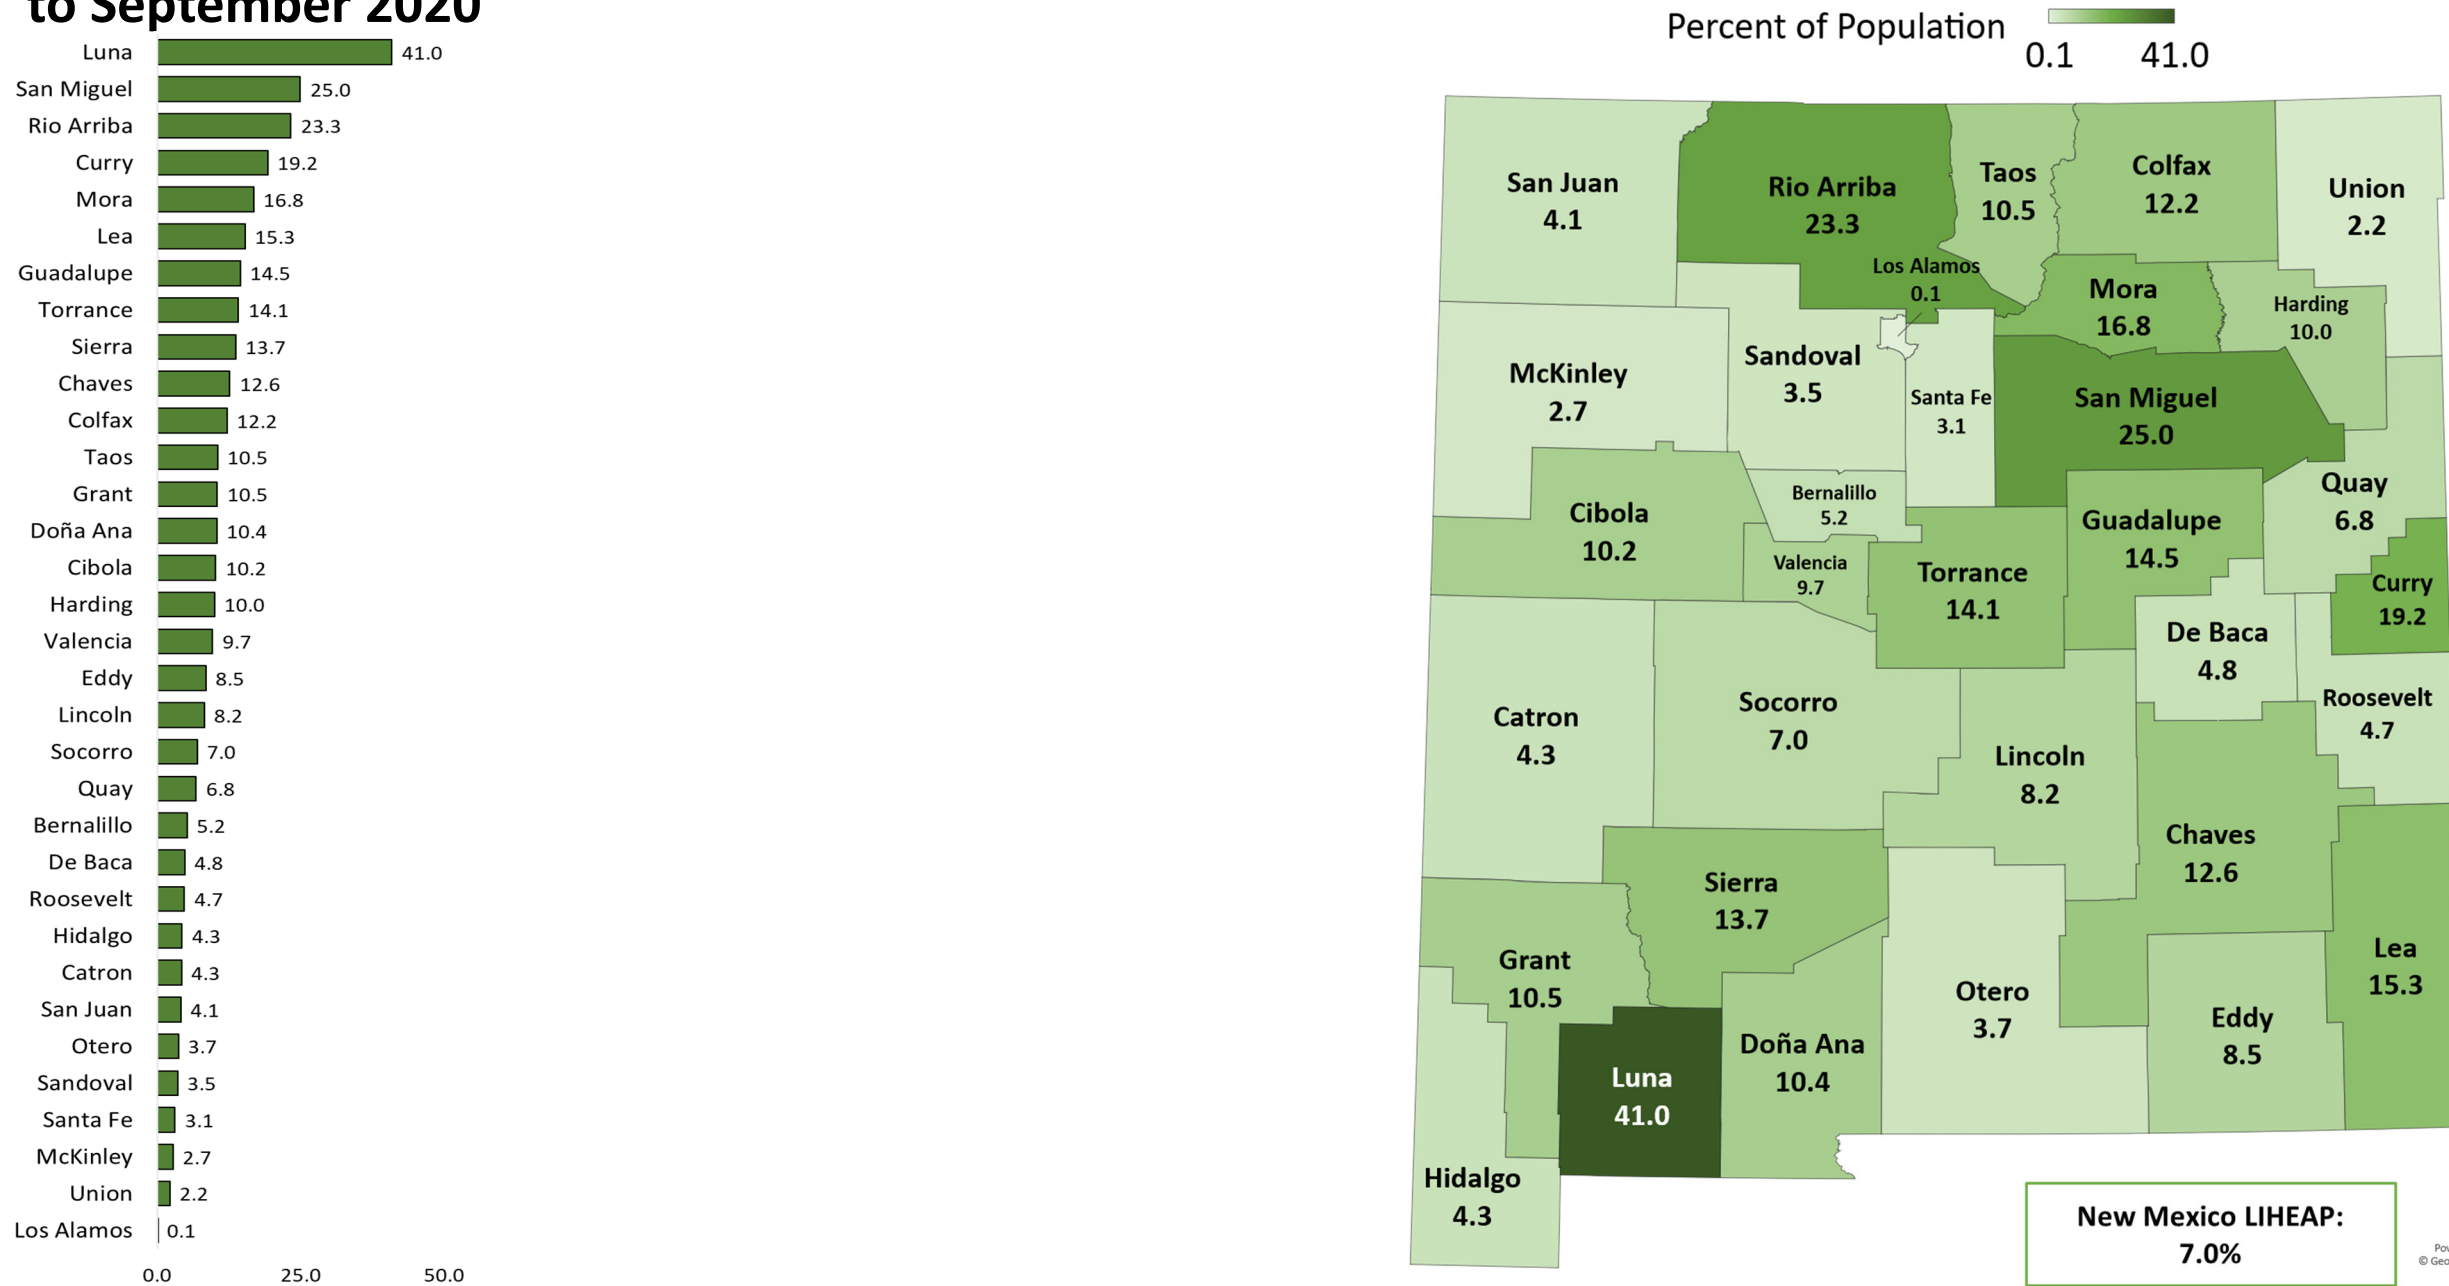 to September 2020
Luna 41.0
San Miguel 25.0
Rio Arriba 23.3
Curry 19.2
Mora 16.8
Lea 15.3
Guadalupe 14.5
Torrance 14.1
Sierra 13.7
Chaves 12.6
Colfax 12.2
Taos 10.5
Grant 10.5
Doña Ana 10.4
Cibola 10.2
Harding 10.0
Valencia 9.7
Eddy 8.5
Lincoln 8.2
Socorro 7.0
Quay 6.8
Bernalillo 5.2
De Baca 4.8
Roosevelt 4.7
Hidalgo 4.3
Catron 4.3
San Juan 4.1
Otero 3.7
Sandoval 3.5
Santa Fe 3.1
McKinley 2.7
Union 2.2
Los Alamos 0.1
0.0 25.0 50.0
Percent of Population
0.1 41.0
San Juan
4.1
Rio Arriba
23.3
Taos
10.5
Colfax
12.2
Union
2.2
Los Alamos
0.1
Mora
16.8
Harding
10.0
McKinley
2.7
Sandoval
3.5
Santa Fe
3.1
San Miguel
25.0
Quay
6.8
Cibola
10.2
Bernalillo
5.2
Valencia
9.7
Torrance
14.1
Guadalupe
14.5
Curry
19.2
De Baca
4.8
Roosevelt
4.7
Catron
4.3
Socorro
7.0
Lincoln
8.2
Chaves
12.6
Sierra
13.7
Grant
10.5
Otero
3.7
Lea
15.3
Eddy
8.5
Doña Ana
10.4
Luna
41.0
Hidalgo
4.3
New Mexico LIHEAP:
7.0%
©